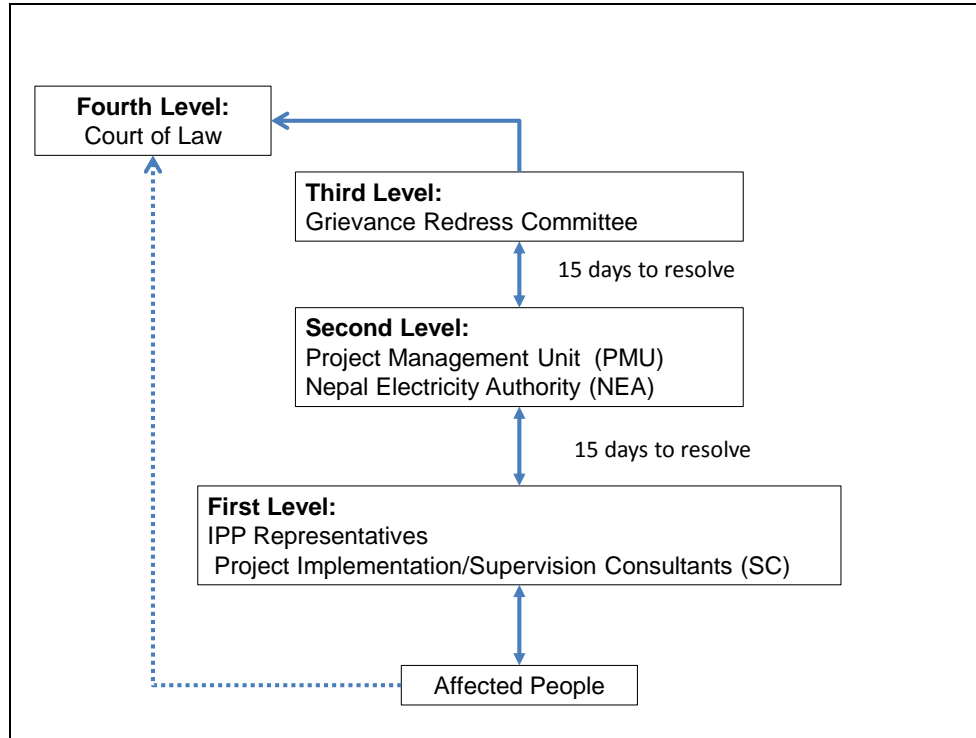 Fourth Level:
Court of Law
Third Level:
Grievance Redress Committee
15 days to resolve
Second Level:
Project Management Unit (PMU)
Nepal Electricity Authority (NEA)
15 days to resolve
First Level:
IPP Representatives
Project Implementation/Supervision Consultants (SC)
Affected People